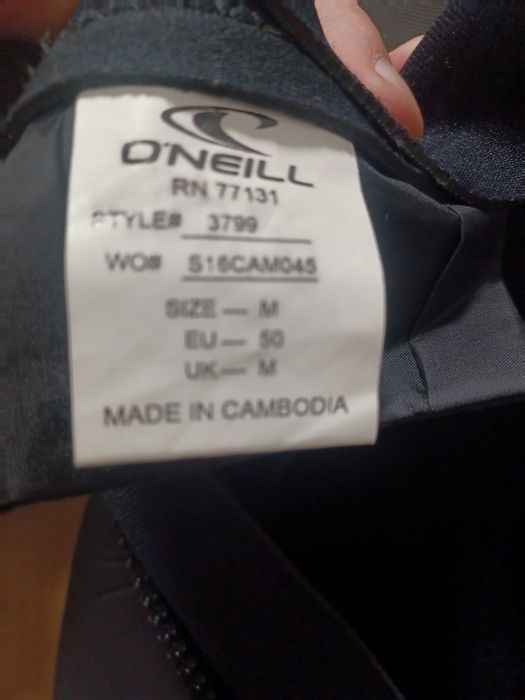 O'NEILL
RN 77131
STYLE# 3799
WO# S16CAM045
SIZE — M
EU — 50
UK — M
MADE IN CAMBODIA